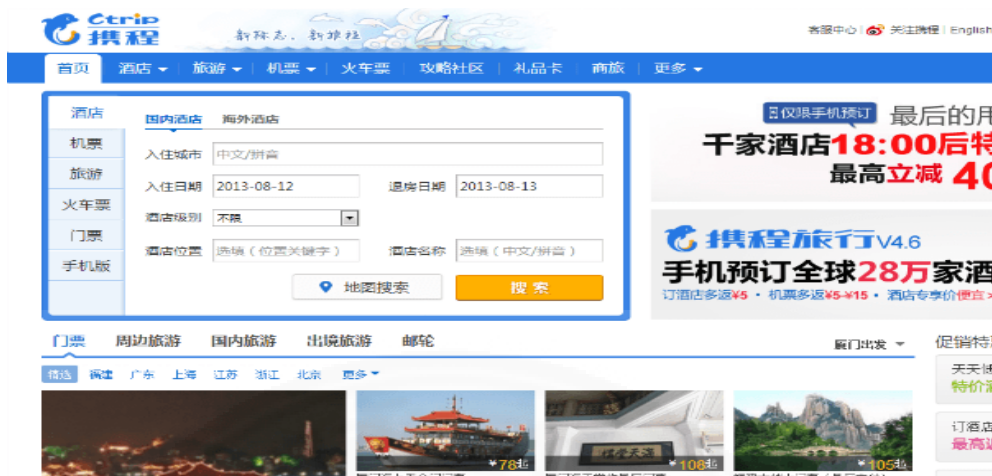 Ctrip
携程
新标志. 新旅程
客服中心 关注携程 English
首页 酒店 旅游 机票 火车票 攻略社区 礼品卡 商旅 更多
酒店
机票
旅游
火车票
门票
手机版
国内酒店 海外酒店
入住城市 中文/拼音
入住日期 2013-08-12 退房日期 2013-08-13
酒店级别 不限
酒店位置 选填（位置关键字） 酒店名称 选填（中文/拼音）
地图搜索 搜索
仅限手机预订 最后的用
千家酒店18:00后特
最高立减 40
携程旅行V4.6
手机预订全球28万家酒
订酒店多返¥5 · 机票多返¥5-¥15 · 酒店专享价便宜>
门票 周边旅游 国内旅游 出境旅游 邮轮 厦门出发
精选 福建 广东 上海 江苏 浙江 北京 更多
促销特
特价
订酒店
最高
¥78起
¥108起
¥105起